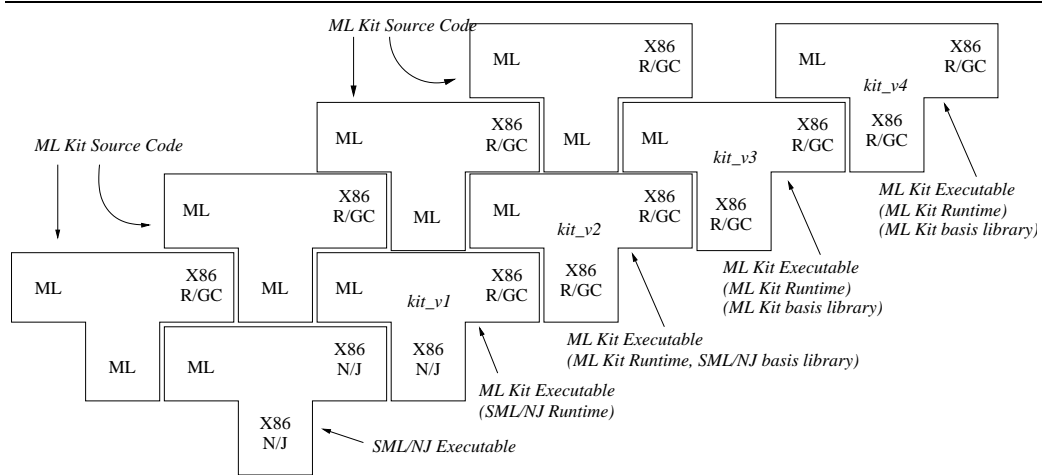 ML Kit Source Code
ML
X86
R/GC
ML
X86
R/GC
kit_v4
X86
R/GC
ML
ML
X86
R/GC
ML
X86
R/GC
kit_v3
X86
R/GC
ML Kit Executable
(ML Kit Runtime)
(ML Kit basis library)
ML Kit Source Code
ML
X86
R/GC
ML
ML
X86
R/GC
kit_v2
X86
R/GC
ML Kit Executable
(ML Kit Runtime)
(ML Kit basis library)
ML
X86
R/GC
ML
ML
X86
R/GC
kit_v1
X86
N/J
ML Kit Executable
(ML Kit Runtime, SML/NJ basis library)
ML
ML
X86
N/J
X86
N/J
ML Kit Executable
(SML/NJ Runtime)
SML/NJ Executable